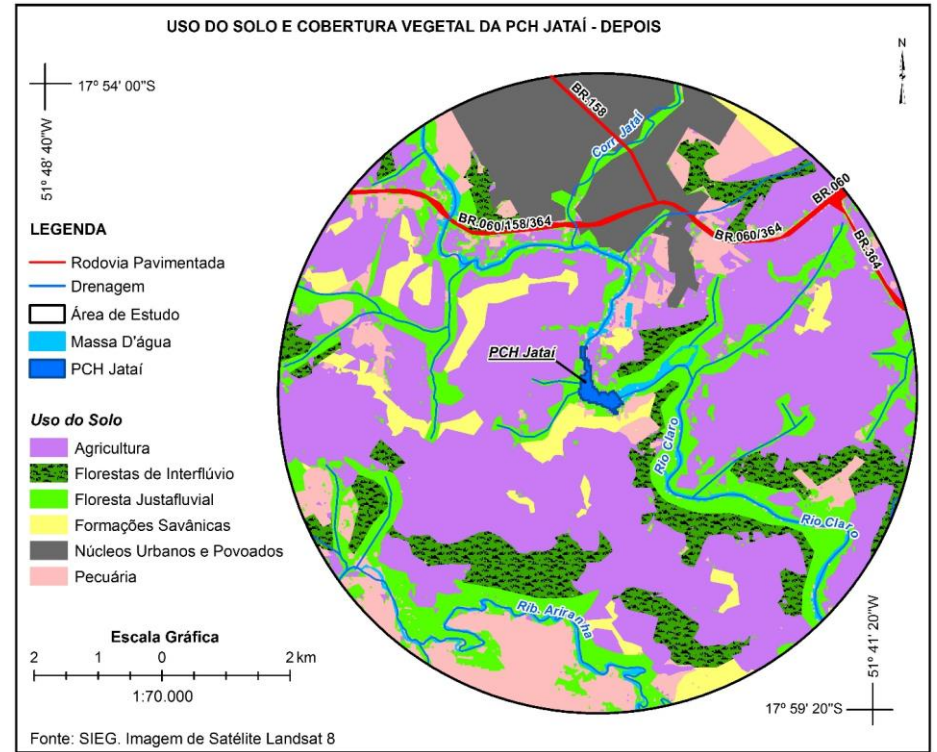 USO DO SOLO E COBERTURA VEGETAL DA PCH JATAÍ - DEPOIS
N
17º 54' 00"S
51º 48' 40"W
BR.158
Corr. Jataí
BR.060
BR.060/158/364
BR.060/364
BR.364
LEGENDA
Rodovia Pavimentada
Drenagem
Área de Estudo
Massa D'água
PCH Jataí
PCH Jataí
Uso do Solo
Agricultura
Florestas de Interflúvio
Floresta Justafluvial
Formações Savânicas
Núcleos Urbanos e Povoados
Pecuária
Rio Claro
Rio Claro
Rib. Ariranha
Escala Gráfica
2 1 0 2 km
1:70.000
51º 41' 20"W
17º 59' 20"S
Fonte: SIEG. Imagem de Satélite Landsat 8